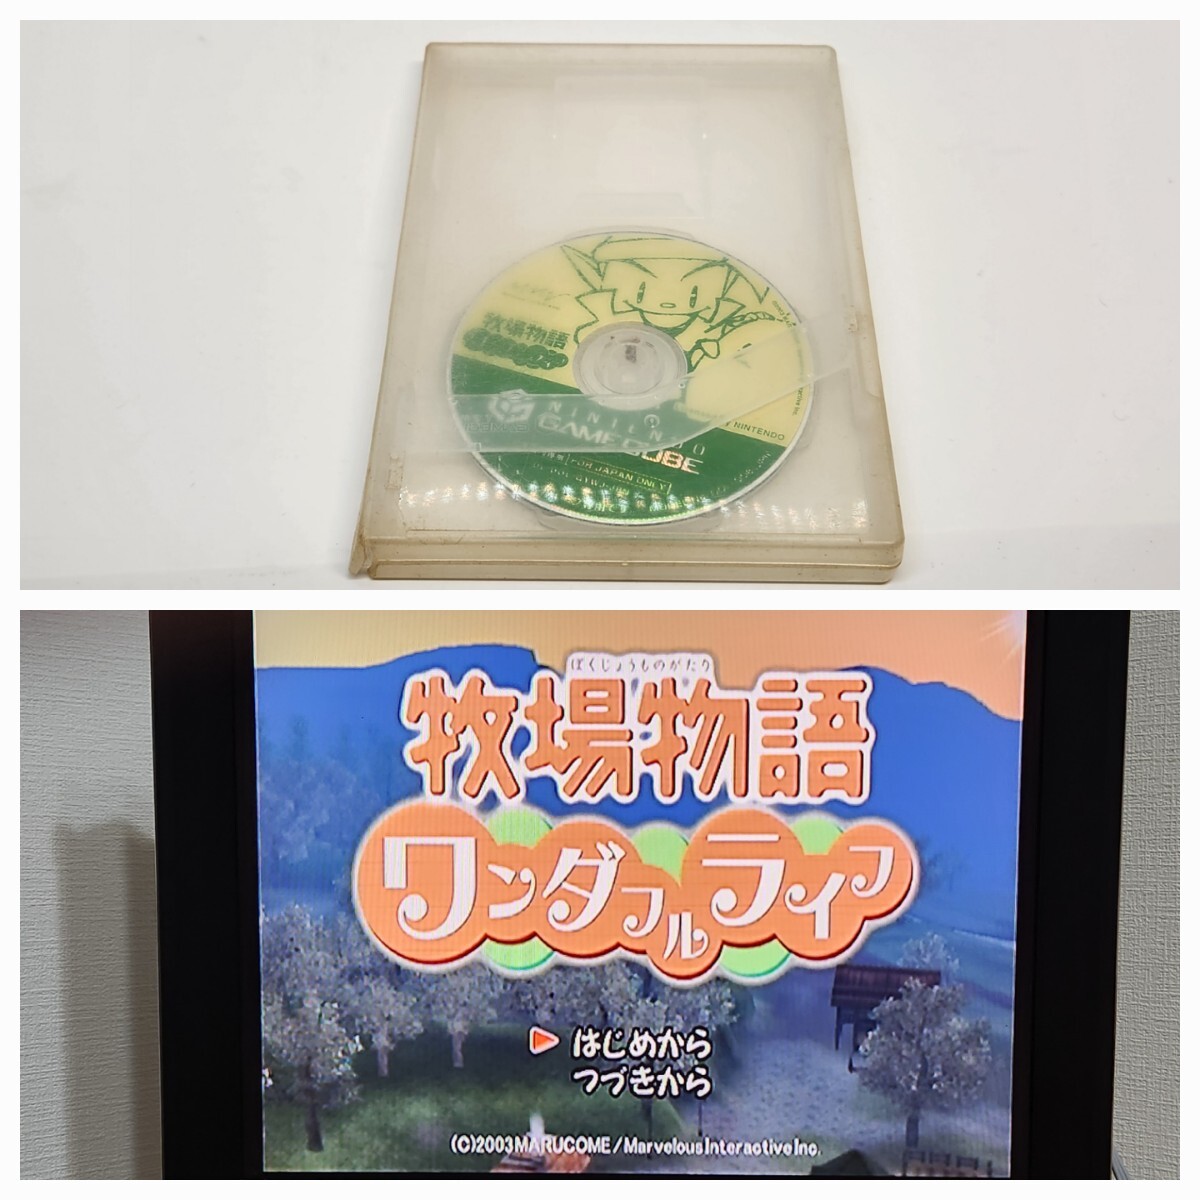 牧場物語
NINTENDO
GAMECUBE
NINTENDO
FOR JAPAN ONLY
ぼくじょうものがたり
牧場物語
ワンダフルライフ
はじめから
つづきから
(C)2003MARUCOME/Marvelous Interactive Inc.